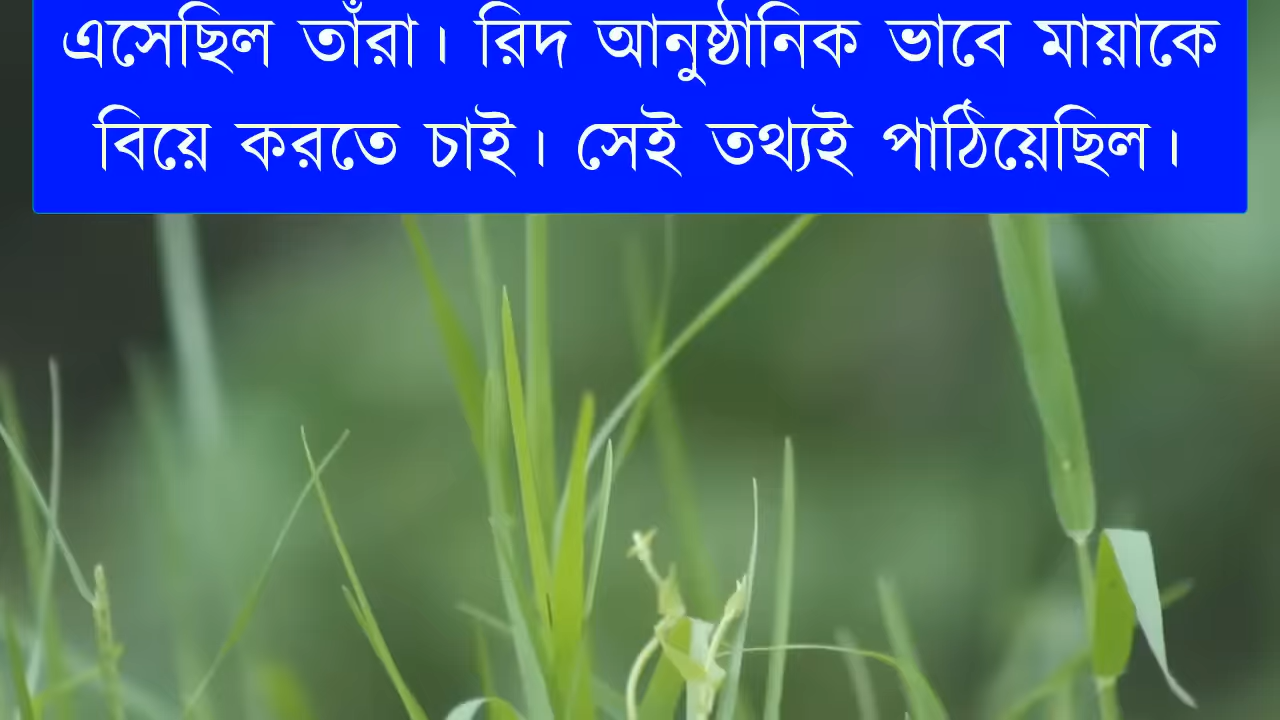 এসেছিল তাঁরা। রিদ আনুষ্ঠানিক ভাবে মায়াকে
বিয়ে করতে চাই। সেই তথ্যই পাঠিয়েছিল।